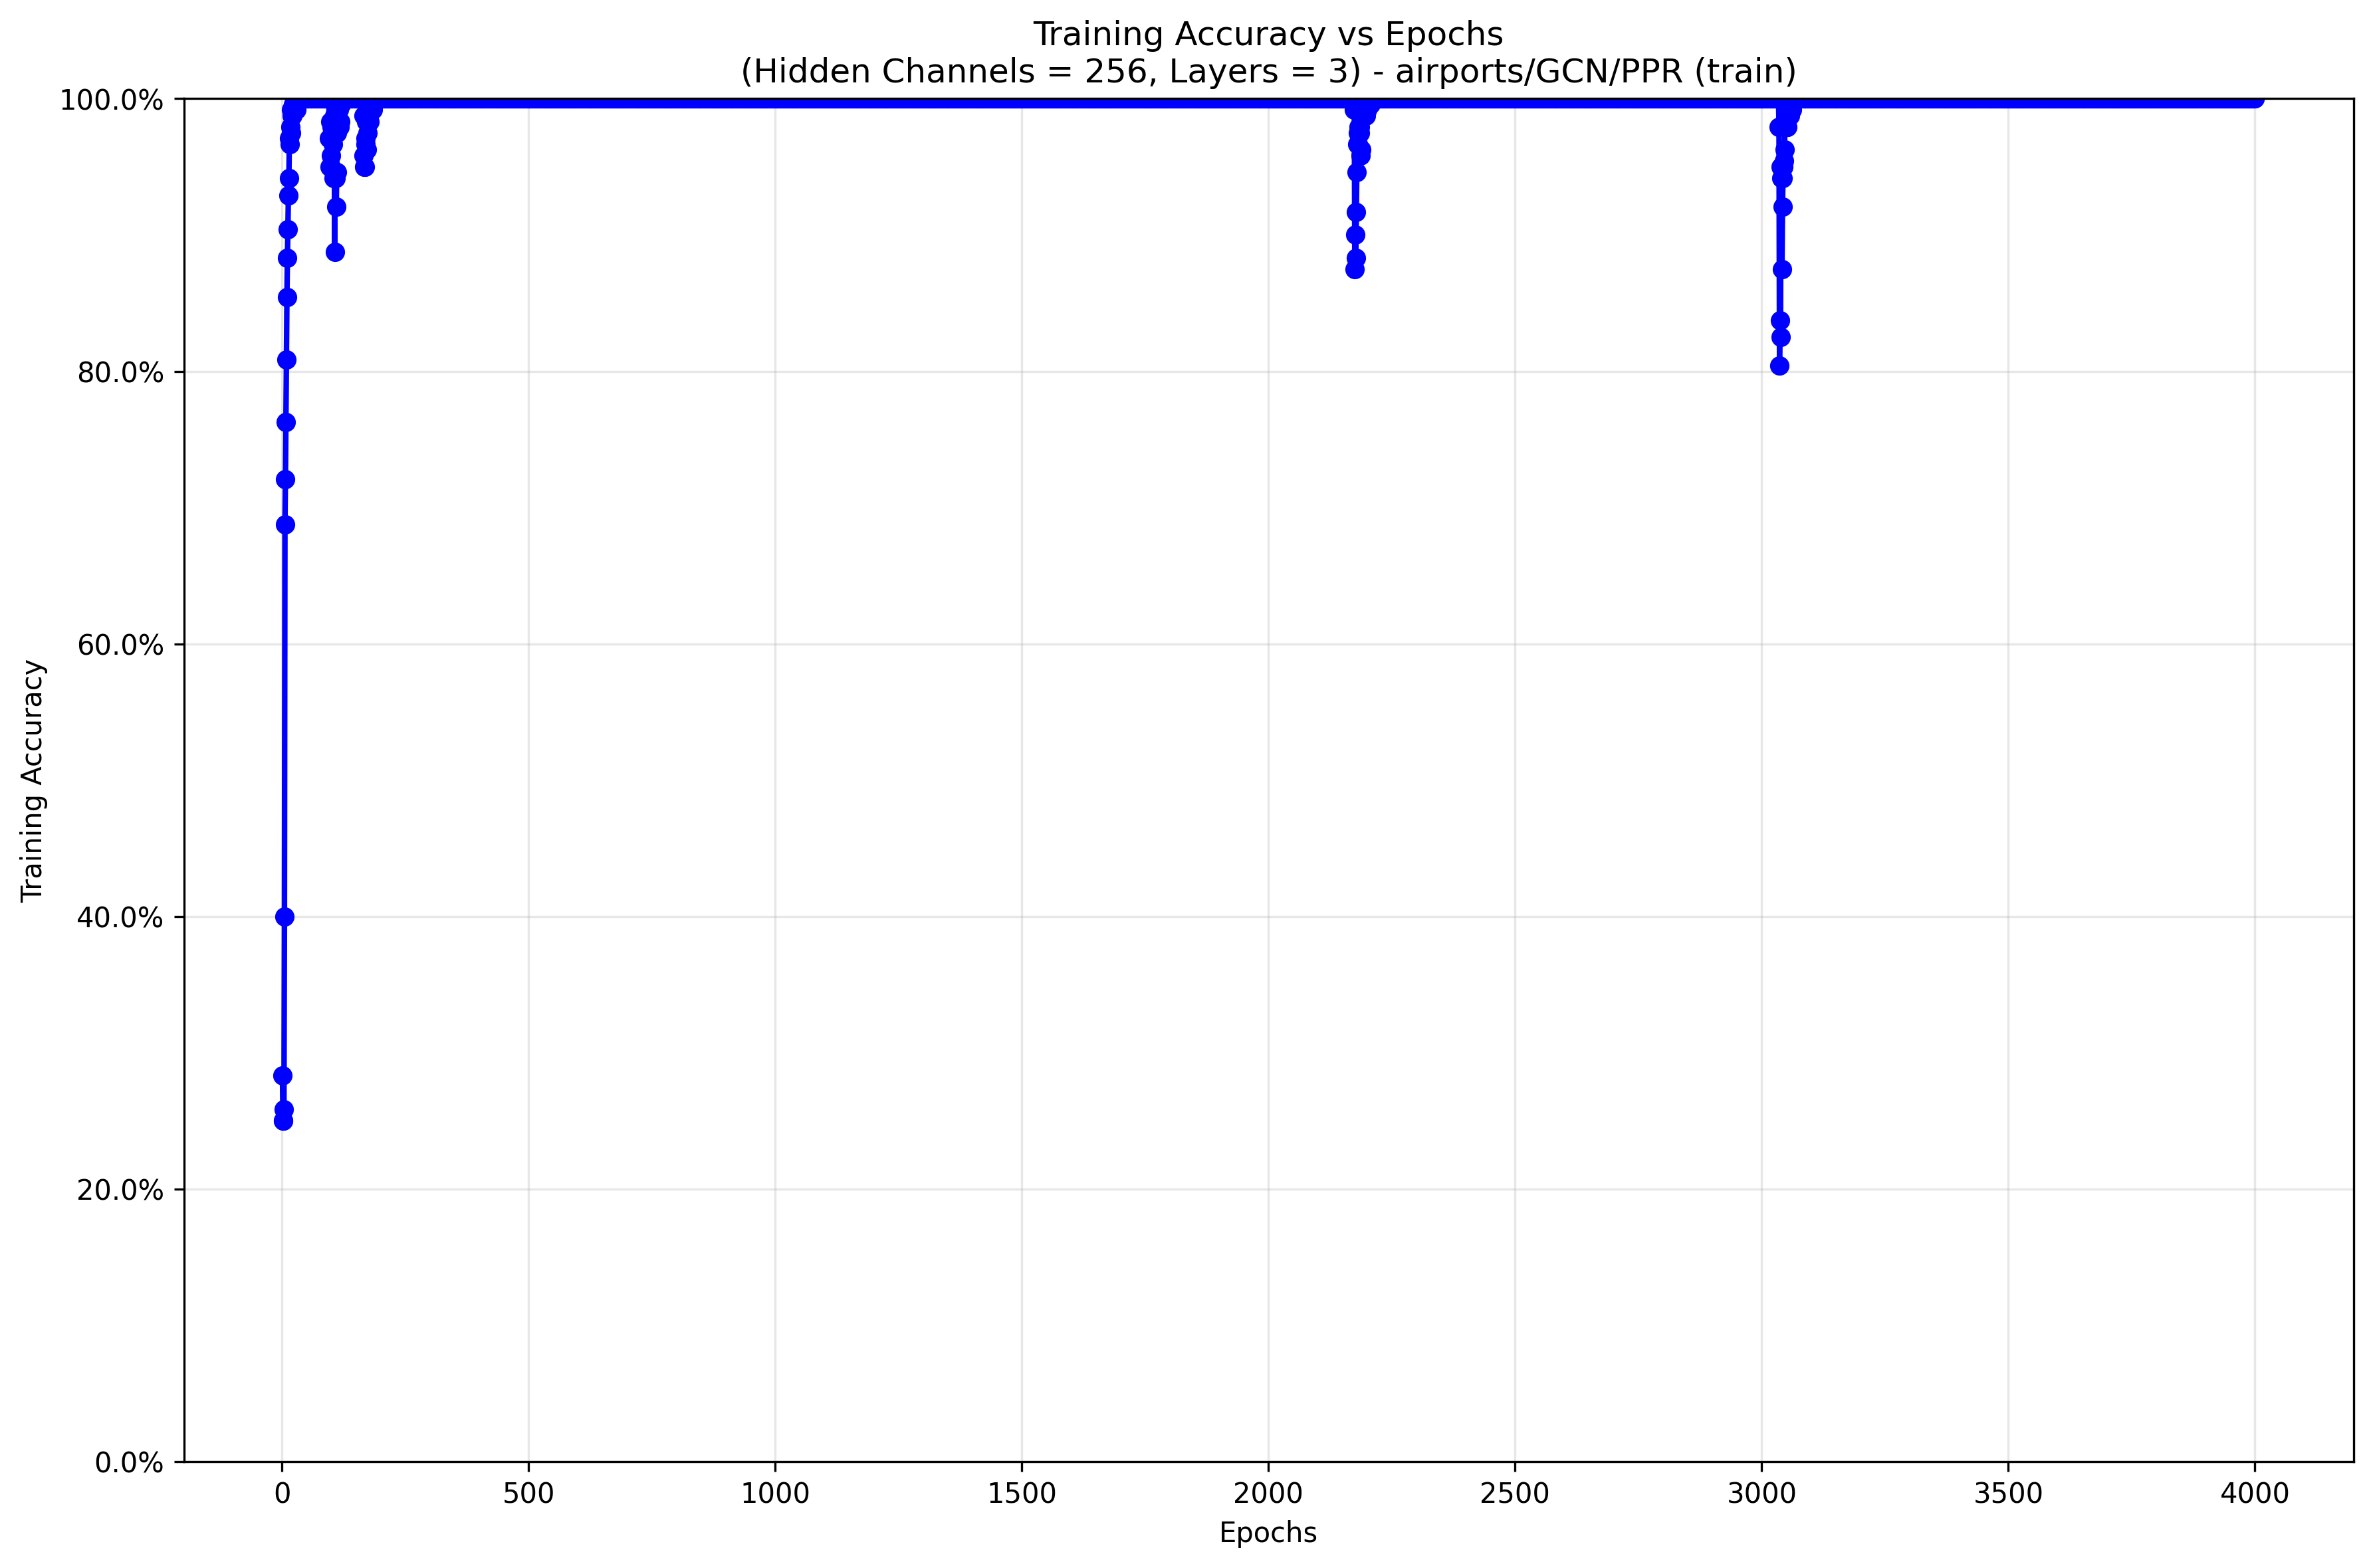 Training Accuracy vs Epochs
(Hidden Channels = 256, Layers = 3) - airports/GCN/PPR (train)
100.0%
80.0%
60.0%
40.0%
20.0%
0.0%
Training Accuracy
0 500 1000 1500 2000 2500 3000 3500 4000
Epochs